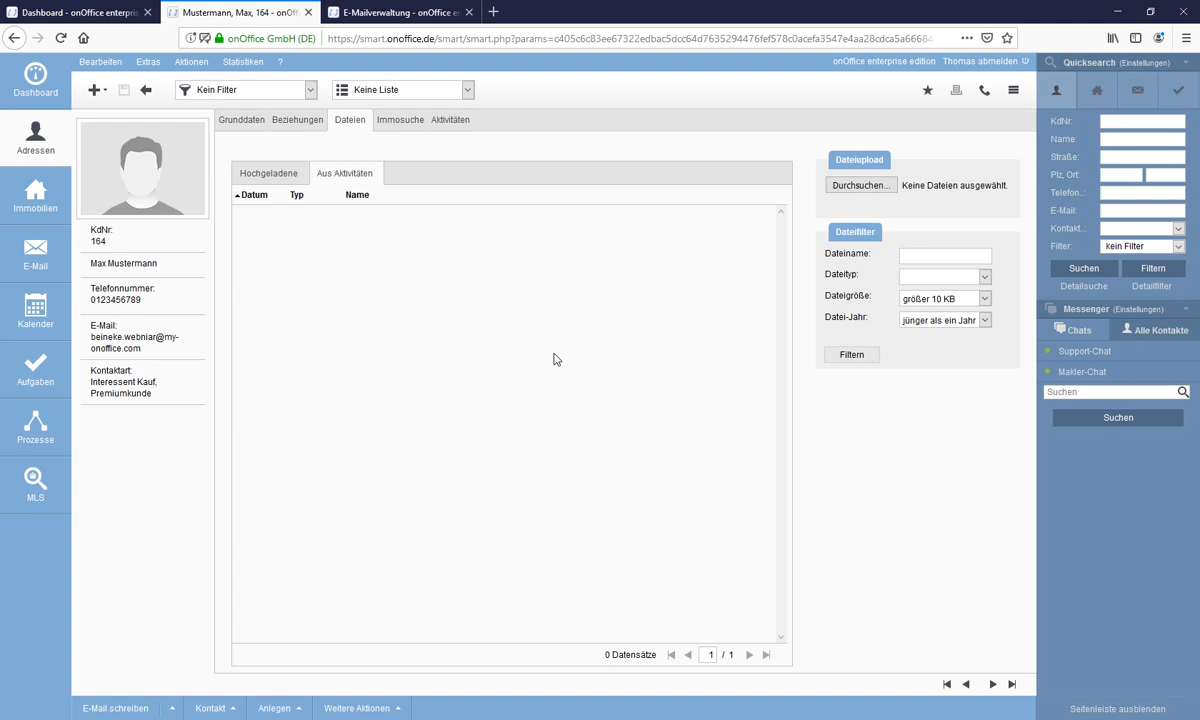 Dashboard - onOffice enterpris
Mustermann, Max, 164 - onOff
E-Mailverwaltung - onOffice en
onOffice GmbH (DE)
https://smart.onoffice.de/smart/smart.php?params=c405c6c83ee67322edbac5dcc64d7635294476fef578c0acefa3547e4aa28cdca5a6668
Bearbeiten Extras Aktionen Statistiken ?
onOffice enterprise edition Thomas abmelden
Quicksearch (Einstellungen)
Dashboard
Adressen
Immobilien
E-Mail
Kalender
Aufgaben
Prozesse
MLS
Kein Filter
Keine Liste
Grunddaten Beziehungen Dateien Immosuche Aktivitäten
KdNr:
164
Max Mustermann
Telefonnummer:
0123456789
E-Mail:
beineke.webniar@my-
onoffice.com
Kontaktart:
Interessent Kauf,
Premiumkunde
Hochgeladene Aus Aktivitäten
Datum Typ Name
0 Datensätze 1 / 1
Dateiupload
Durchsuchen... Keine Dateien ausgewählt.
Dateifilter
Dateiname:
Dateityp:
Dateigröße: größer 10 KB
Datei-Jahr: jünger als ein Jahr
Filtern
KdNr:
Name:
Straße:
Plz, Ort:
Telefon..:
E-Mail:
Kontakt..:
Filter: kein Filter
Suchen Filtern
Detailsuche Detailfilter
Messenger (Einstellungen)
Chats Alle Kontakte
Support-Chat
Makler-Chat
Suchen
Suchen
E-Mail schreiben Kontakt Anlegen Weitere Aktionen
Seitenleiste ausblenden